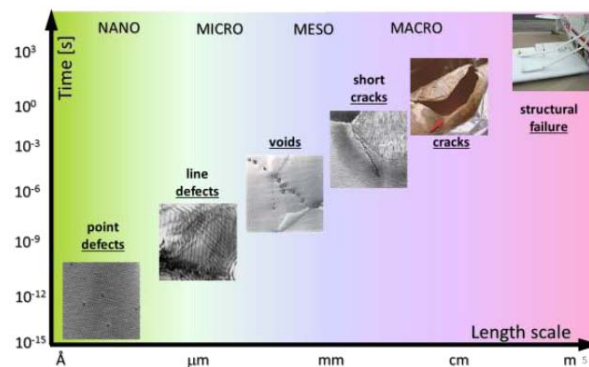 NANO MICRO MESO MACRO
Time [s]
10³
10⁰
10⁻³
10⁻⁶
10⁻⁹
10⁻¹²
10⁻¹⁵
point
defects
line
defects
voids
short
cracks
cracks
structural
failure
Length scale
Å μm mm cm m 5